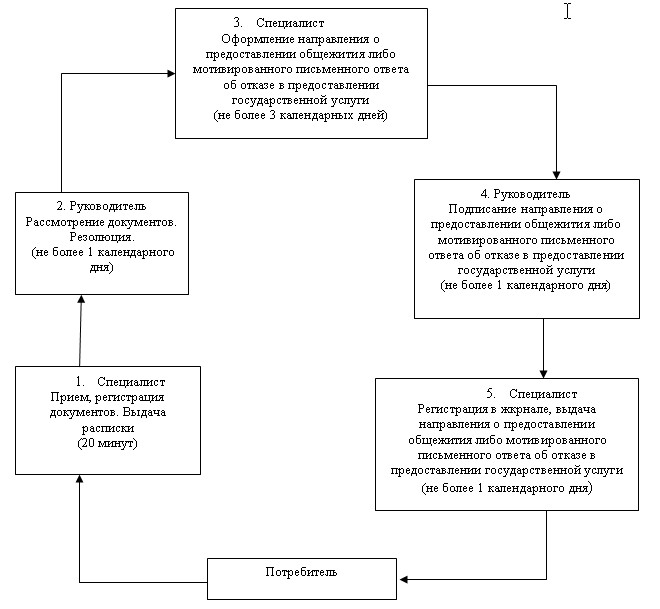 3. Специалист
Оформление направления о
предоставлении общежития либо
мотивированного письменного ответа
об отказе в предоставлении
государственной услуги
(не более 3 календарных дней)
2. Руководитель
Рассмотрение документов.
Резолюция.
(не более 1 календарного
дня)
4. Руководитель
Подписание направления о
предоставлении общежития либо
мотивированного письменного
ответа об отказе в предоставлении
государственной услуги
(не более 1 календарного дня)
1. Специалист
Прием, регистрация
документов. Выдача
расписки
(20 минут)
5. Специалист
Регистрация в жкрнале, выдача
направления о предоставлении
общежития либо мотивированного
письменного ответа об отказе в
предоставлении государственной услуги
(не более 1 календарного дня)
Потребитель